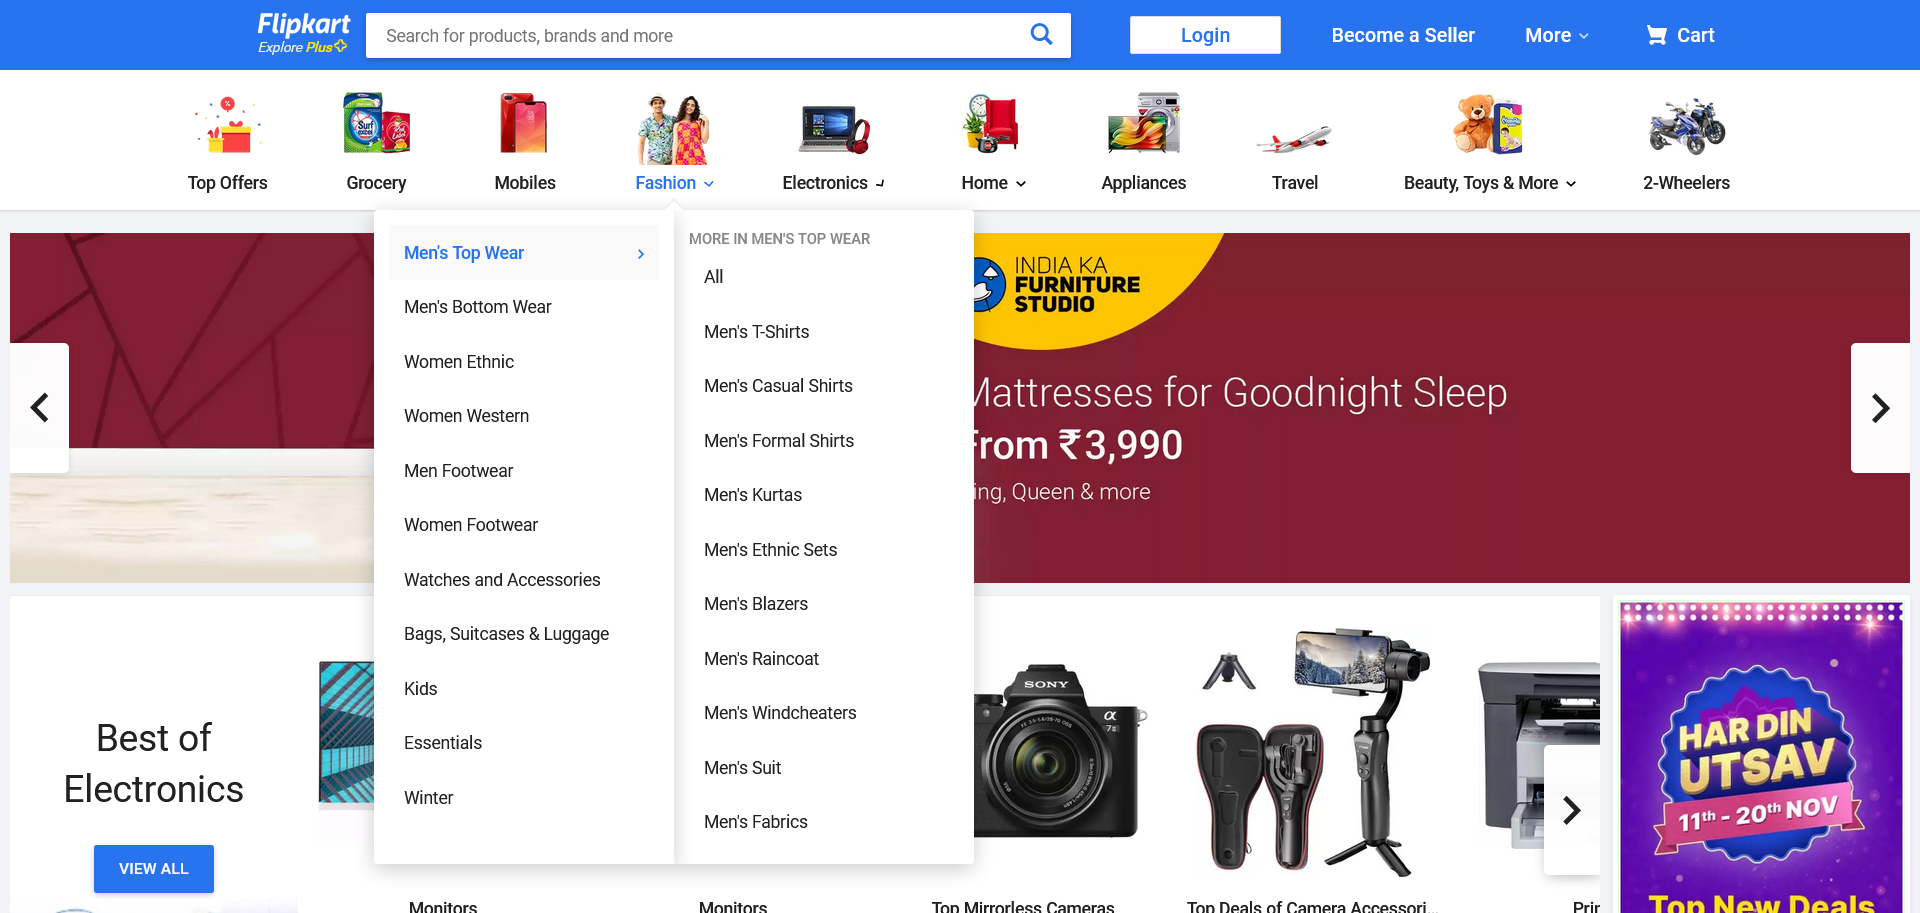 Flipkart
Explore Plus
Search for products, brands and more
Login
Become a Seller
More
Cart
Top Offers
Grocery
Mobiles
Fashion
Electronics
Home
Appliances
Travel
Beauty, Toys & More
2-Wheelers
Men's Top Wear
Men's Bottom Wear
Women Ethnic
Women Western
Men Footwear
Women Footwear
Watches and Accessories
Bags, Suitcases & Luggage
Kids
Essentials
Winter
MORE IN MEN'S TOP WEAR
All
Men's T-Shirts
Men's Casual Shirts
Men's Formal Shirts
Men's Kurtas
Men's Ethnic Sets
Men's Blazers
Men's Raincoat
Men's Windcheaters
Men's Suit
Men's Fabrics
INDIA KA
FURNITURE
STUDIO
Mattresses for Goodnight Sleep
From ₹3,990
ing, Queen & more
Best of
Electronics
VIEW ALL
SONY
α
7II
Monitors
Monitors
Top Mirrorless Cameras
Top Deals of Camera Accessori...
Prin
HAR DIN
UTSAV
11th - 20th NOV
Top New Deals